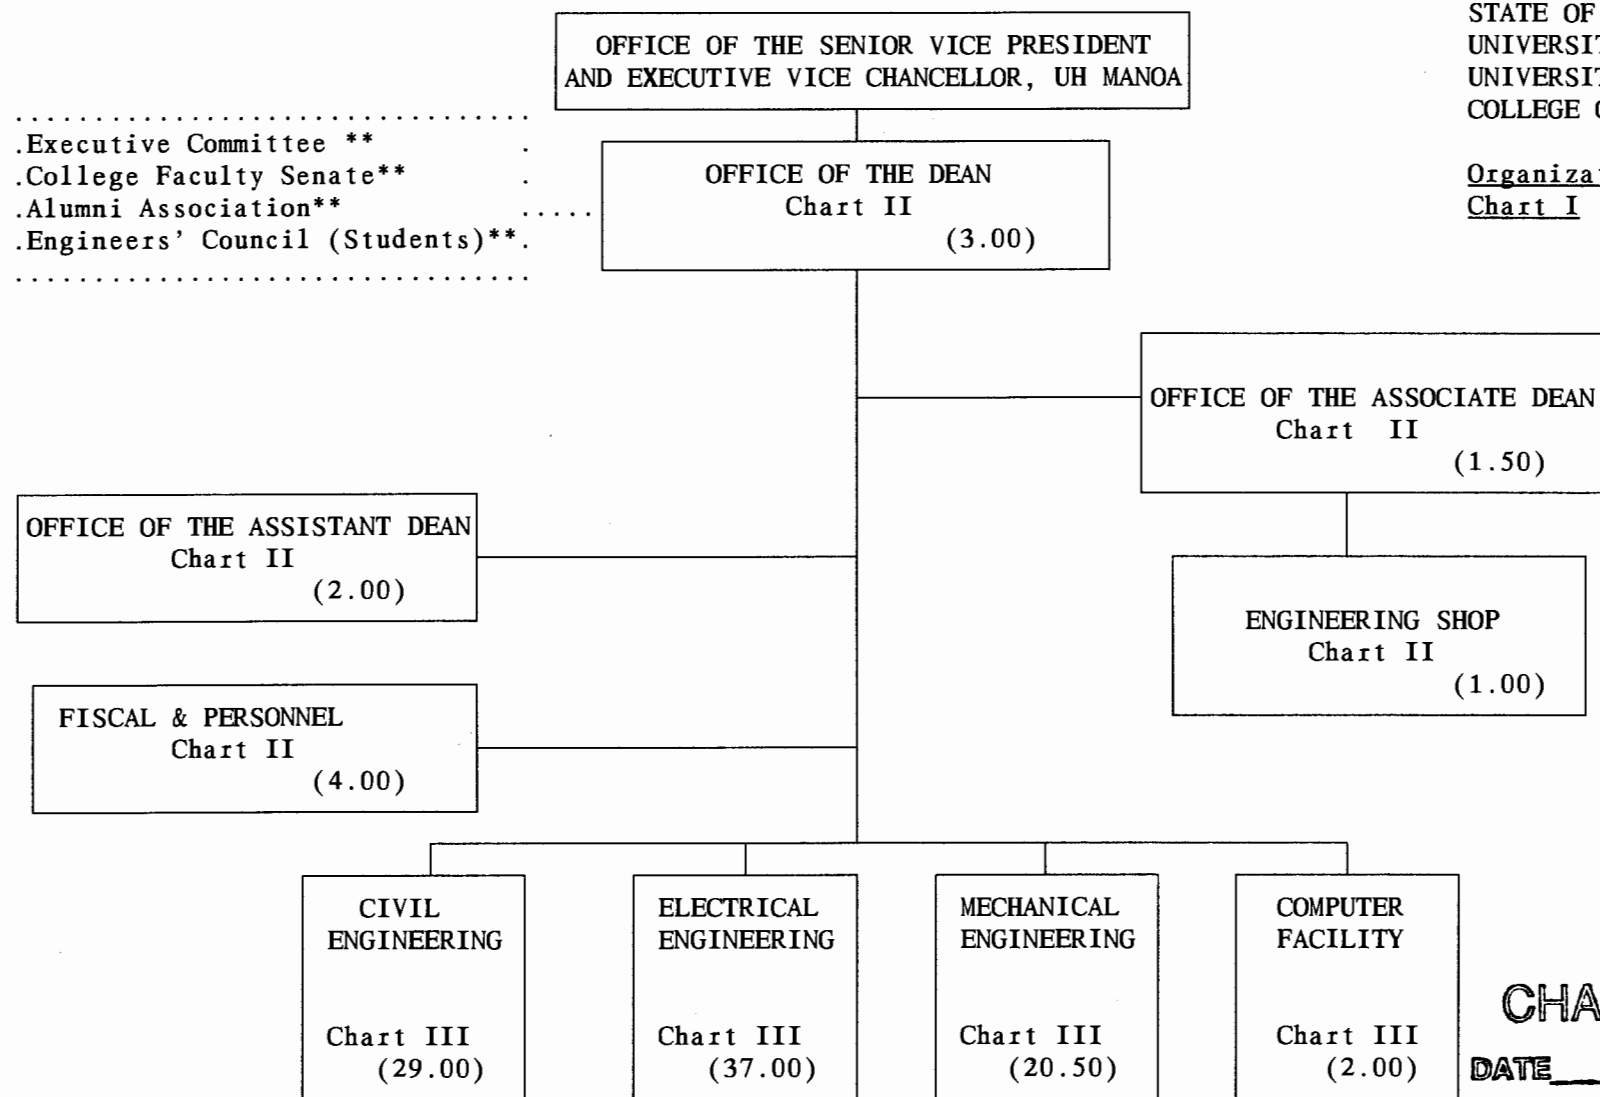 OFFICE OF THE SENIOR VICE PRESIDENT
AND EXECUTIVE VICE CHANCELLOR, UH MANOA
STATE OF
UNIVERSIT
UNIVERSIT
COLLEGE
Organizat
Chart I
.Executive Committee ** .
.College Faculty Senate** .
.Alumni Association** .....
.Engineers' Council (Students)**.
OFFICE OF THE DEAN
Chart II
(3.00)
OFFICE OF THE ASSOCIATE DEAN
Chart II
(1.50)
OFFICE OF THE ASSISTANT DEAN
Chart II
(2.00)
ENGINEERING SHOP
Chart II
(1.00)
FISCAL & PERSONNEL
Chart II
(4.00)
CIVIL
ENGINEERING
Chart III
(29.00)
ELECTRICAL
ENGINEERING
Chart III
(37.00)
MECHANICAL
ENGINEERING
Chart III
(20.50)
COMPUTER
FACILITY
Chart III
(2.00)
CHA
DATE